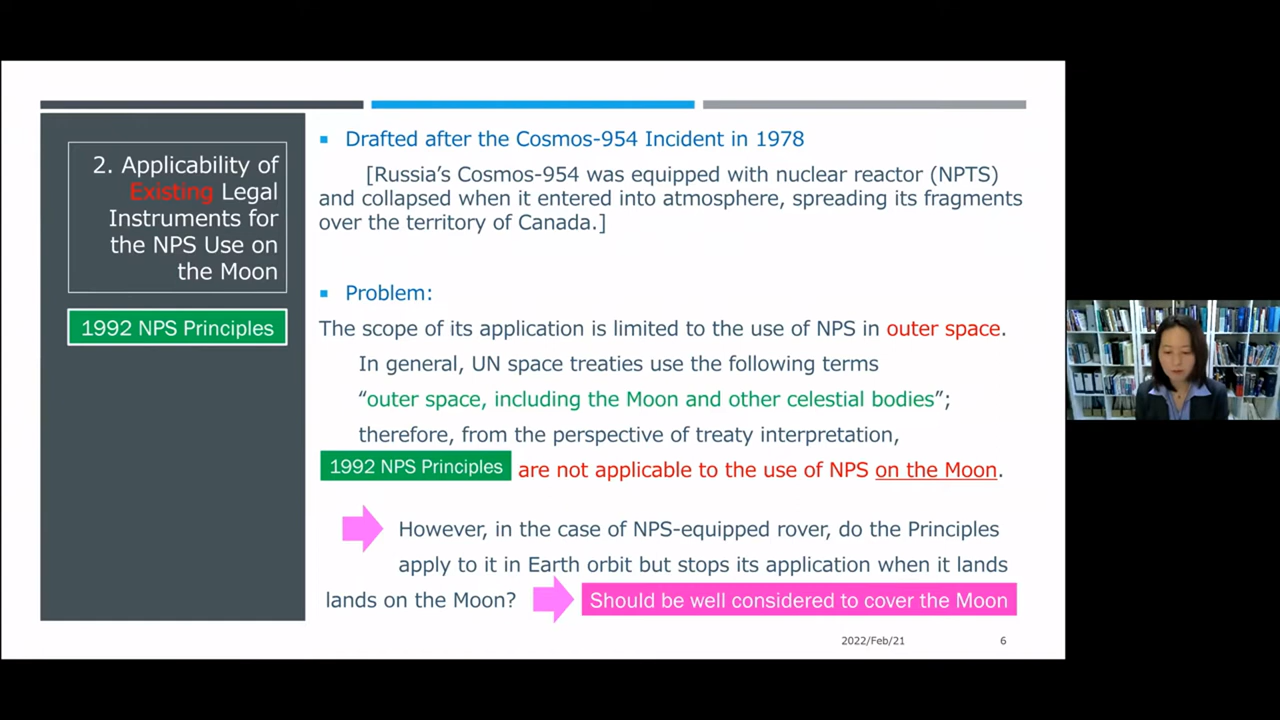 2. Applicability of
Existing Legal
Instruments for
the NPS Use on
the Moon
1992 NPS Principles
Drafted after the Cosmos-954 Incident in 1978
[Russia's Cosmos-954 was equipped with nuclear reactor (NPTS)
and collapsed when it entered into atmosphere, spreading its fragments
over the territory of Canada.]
Problem:
The scope of its application is limited to the use of NPS in outer space.
In general, UN space treaties use the following terms
“outer space, including the Moon and other celestial bodies”;
therefore, from the perspective of treaty interpretation,
1992 NPS Principles are not applicable to the use of NPS on the Moon.
However, in the case of NPS-equipped rover, do the Principles
apply to it in Earth orbit but stops its application when it lands
lands on the Moon? Should be well considered to cover the Moon
2022/Feb/21 6